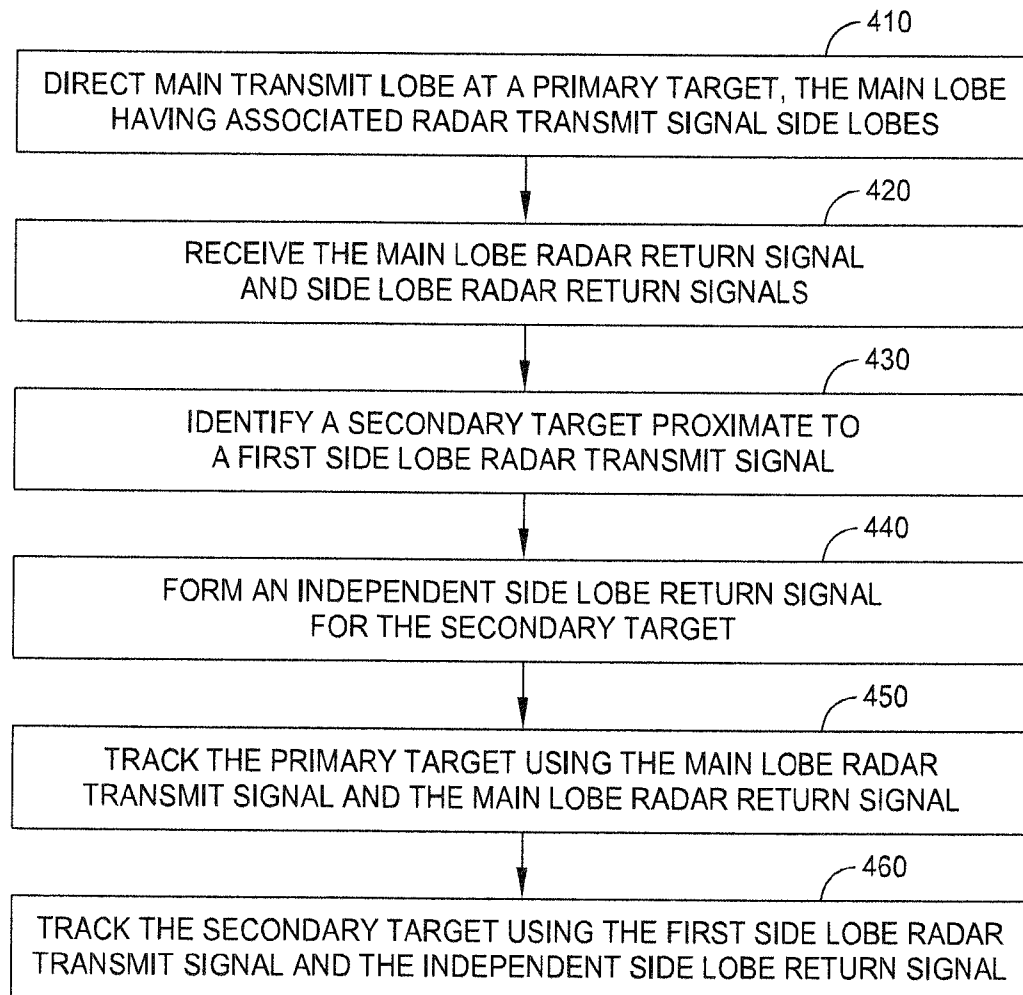 410
DIRECT MAIN TRANSMIT LOBE AT A PRIMARY TARGET, THE MAIN LOBE
HAVING ASSOCIATED RADAR TRANSMIT SIGNAL SIDE LOBES
420
RECEIVE THE MAIN LOBE RADAR RETURN SIGNAL
AND SIDE LOBE RADAR RETURN SIGNALS
430
IDENTIFY A SECONDARY TARGET PROXIMATE TO
A FIRST SIDE LOBE RADAR TRANSMIT SIGNAL
440
FORM AN INDEPENDENT SIDE LOBE RETURN SIGNAL
FOR THE SECONDARY TARGET
450
TRACK THE PRIMARY TARGET USING THE MAIN LOBE RADAR
TRANSMIT SIGNAL AND THE MAIN LOBE RADAR RETURN SIGNAL
460
TRACK THE SECONDARY TARGET USING THE FIRST SIDE LOBE RADAR
TRANSMIT SIGNAL AND THE INDEPENDENT SIDE LOBE RETURN SIGNAL